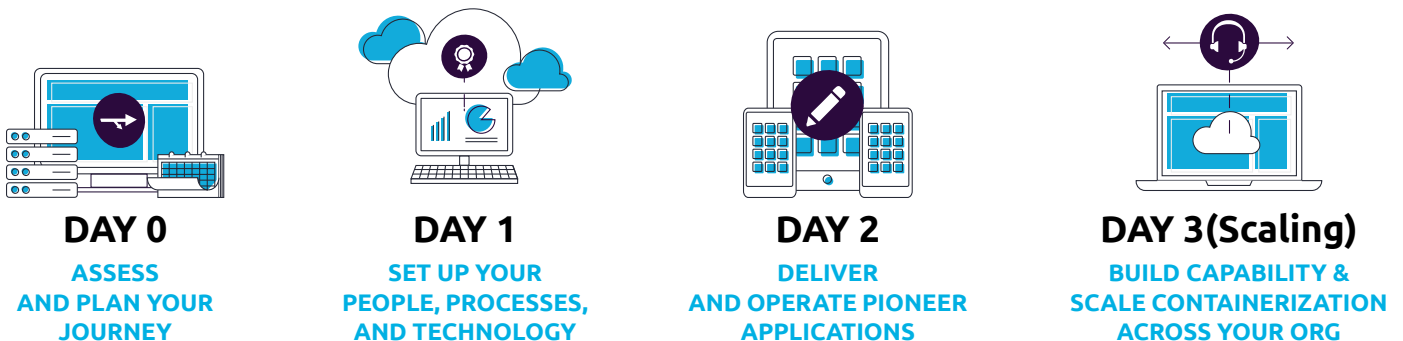 DAY 0
ASSESS
AND PLAN YOUR
JOURNEY
DAY 1
SET UP YOUR
PEOPLE, PROCESSES,
AND TECHNOLOGY
DAY 2
DELIVER
AND OPERATE PIONEER
APPLICATIONS
DAY 3(Scaling)
BUILD CAPABILITY &
SCALE CONTAINERIZATION
ACROSS YOUR ORG